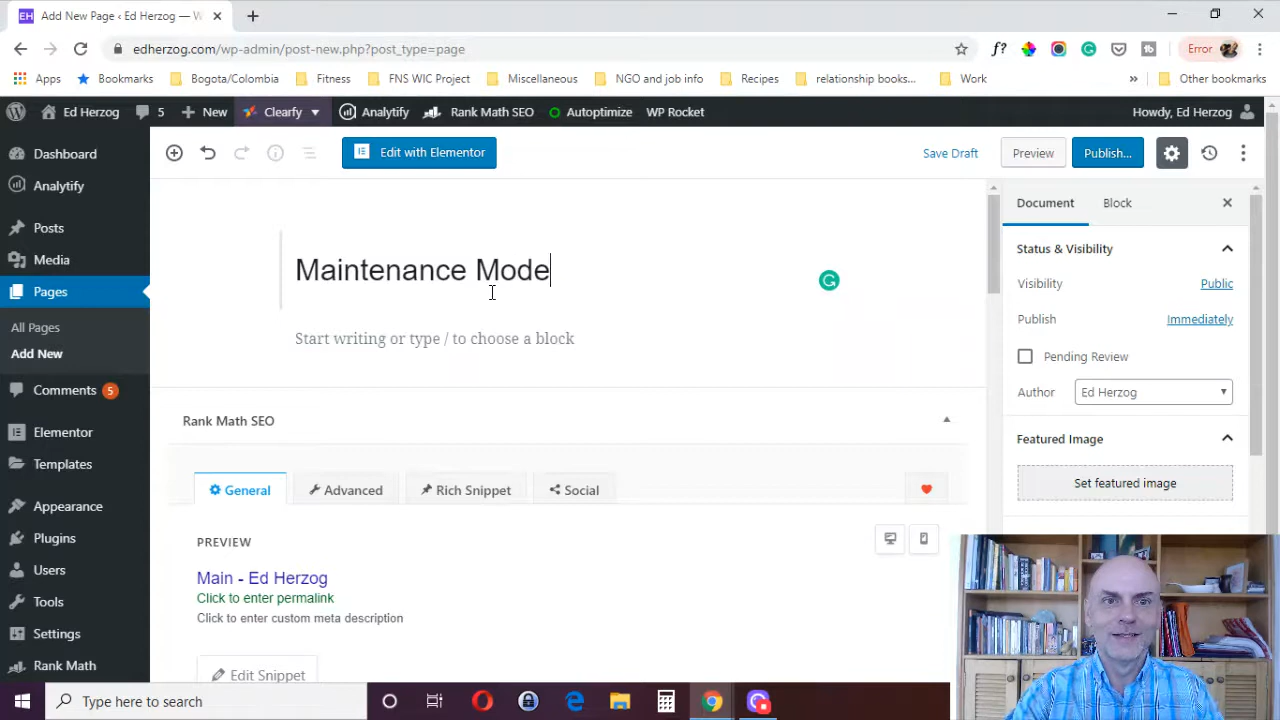 EH Add New Page ‹ Ed Herzog — W
edherzog.com/wp-admin/post-new.php?post_type=page
f? Error
Apps Bookmarks Bogota/Colombia Fitness FNS WIC Project Miscellaneous NGO and job info Recipes relationship books... Work » Other bookmarks
Ed Herzog 5 New Clearfy Analytify Rank Math SEO Autoptimize WP Rocket Howdy, Ed Herzog
Dashboard
Analytify
Posts
Media
Pages
All Pages
Add New
Comments 5
Elementor
Templates
Appearance
Plugins
Users
Tools
Settings
Rank Math
Edit with Elementor
Save Draft Preview Publish...
Maintenance Mode
Start writing or type / to choose a block
Rank Math SEO
General Advanced Rich Snippet Social
PREVIEW
Main - Ed Herzog
Click to enter permalink
Click to enter custom meta description
Edit Snippet
Document Block
Status & Visibility
Visibility Public
Publish Immediately
Pending Review
Author Ed Herzog
Featured Image
Set featured image
Type here to search